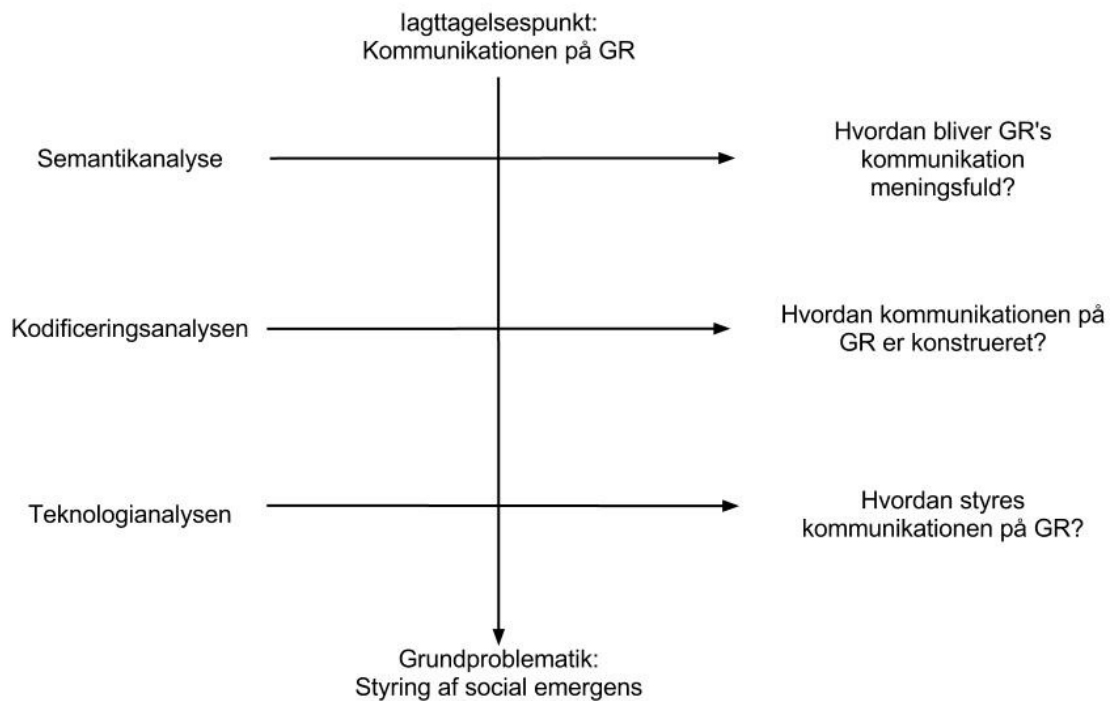 Iagttagelsespunkt:
Kommunikationen på GR
Semantikanalyse
Hvordan bliver GR's
kommunikation
meningsfuld?
Kodificeringsanalysen
Hvordan kommunikationen på
GR er konstrueret?
Teknologianalysen
Hvordan styres
kommunikationen på GR?
Grundproblematik:
Styring af social emergens